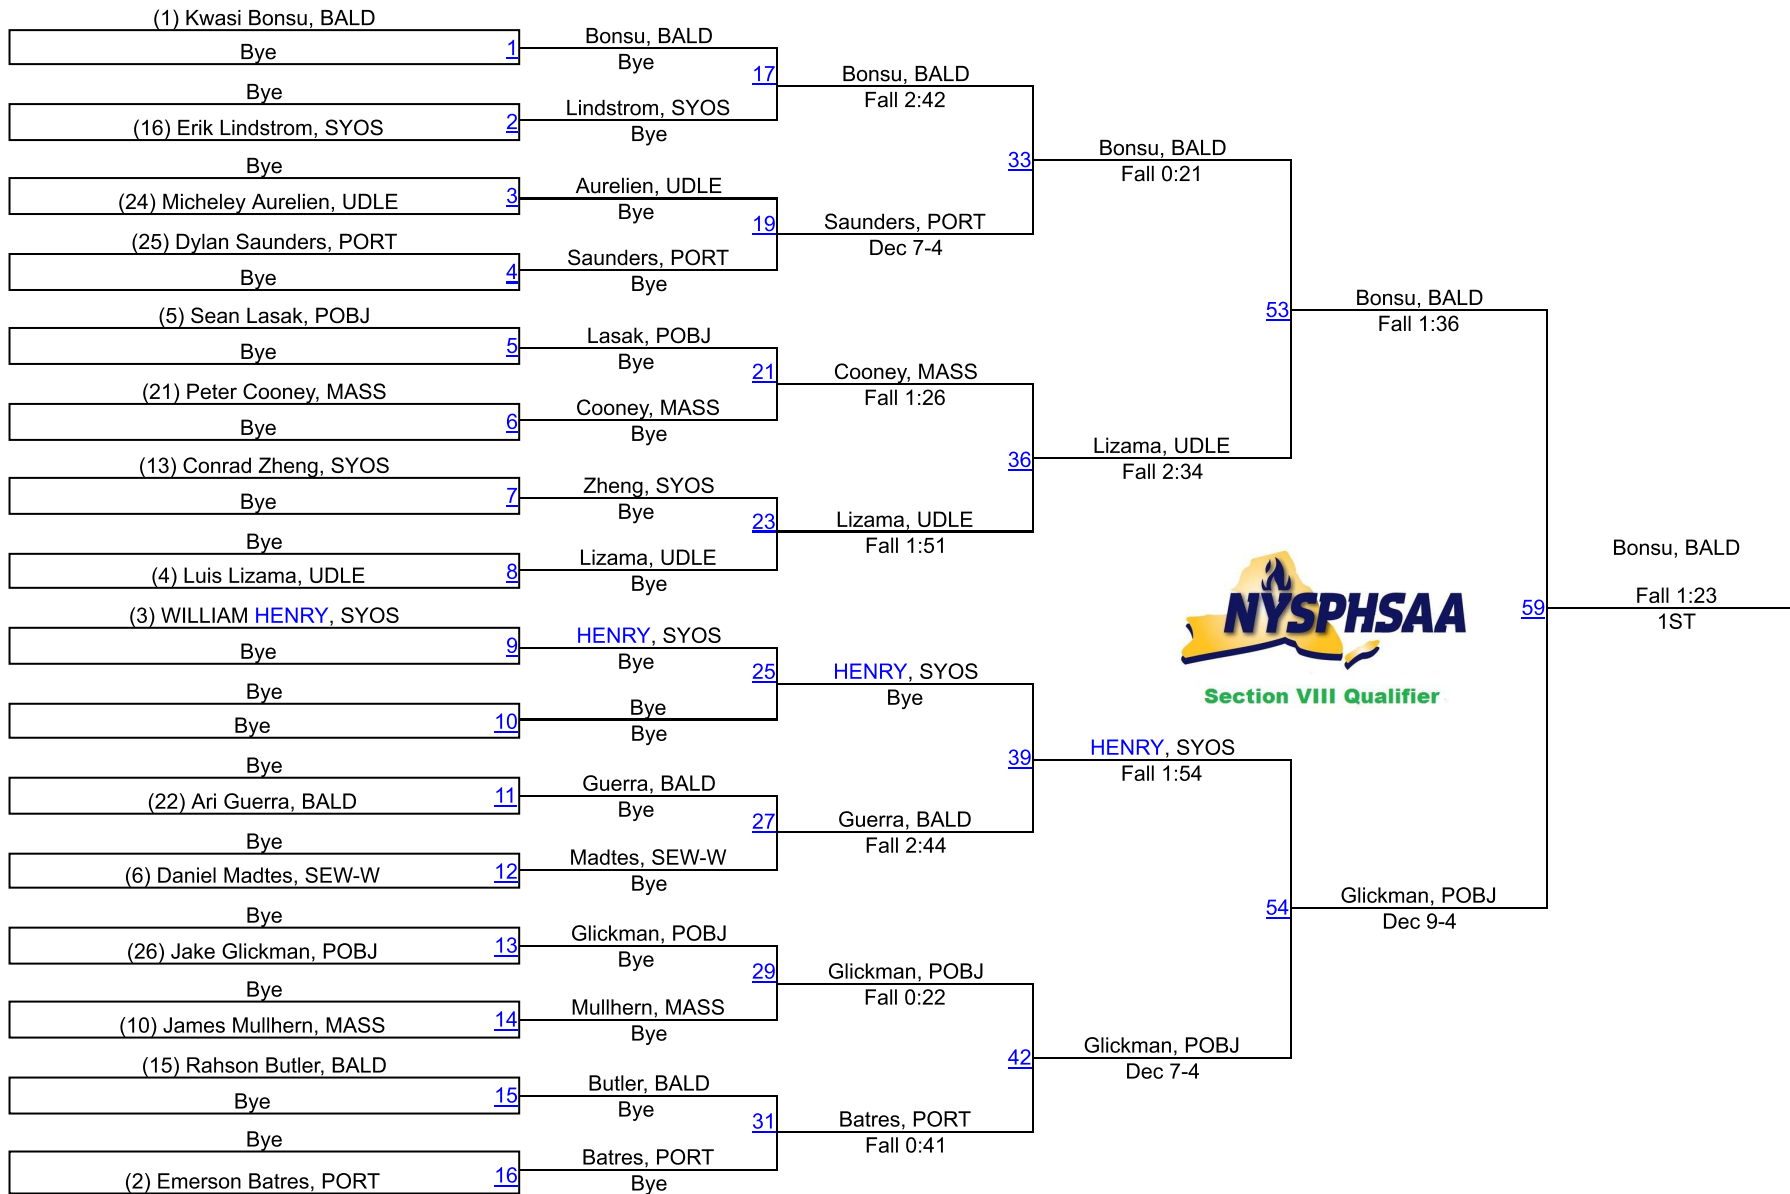 (1) Kwasi Bonsu, BALD
Bye
1
Bye
(16) Erik Lindstrom, SYOS
2
Bye
(24) Micheley Aurelien, UDLE
3
(25) Dylan Saunders, PORT
Bye
4
(5) Sean Lasak, POBJ
Bye
5
(21) Peter Cooney, MASS
Bye
6
(13) Conrad Zheng, SYOS
Bye
7
Bye
(4) Luis Lizama, UDLE
8
(3) WILLIAM HENRY, SYOS
Bye
9
Bye
Bye
10
Bye
(22) Ari Guerra, BALD
11
Bye
(6) Daniel Madtes, SEW-W
12
Bye
(26) Jake Glickman, POBJ
13
Bye
(10) James Mullhern, MASS
14
(15) Rahson Butler, BALD
Bye
15
Bye
(2) Emerson Batres, PORT
16
Bonsu, BALD
Bye
17
Lindstrom, SYOS
Bye
Aurelien, UDLE
Bye
19
Saunders, PORT
Bye
Lasak, POBJ
Bye
21
Cooney, MASS
Bye
Zheng, SYOS
Bye
23
Lizama, UDLE
Bye
HENRY, SYOS
Bye
25
Bye
Bye
Guerra, BALD
Bye
27
Madtes, SEW-W
Bye
Glickman, POBJ
Bye
29
Mullhern, MASS
Bye
Butler, BALD
Bye
31
Batres, PORT
Bye
Bonsu, BALD
Fall 2:42
33
Saunders, PORT
Dec 7-4
Cooney, MASS
Fall 1:26
36
Lizama, UDLE
Fall 1:51
HENRY, SYOS
Bye
39
Guerra, BALD
Fall 2:44
Glickman, POBJ
Fall 0:22
42
Batres, PORT
Fall 0:41
Bonsu, BALD
Fall 0:21
53
Lizama, UDLE
Fall 2:34
HENRY, SYOS
Fall 1:54
54
Glickman, POBJ
Dec 7-4
Bonsu, BALD
Fall 1:36
NYSPHSAA
Section VIII Qualifier
59
Glickman, POBJ
Dec 9-4
Bonsu, BALD
Fall 1:23
1ST